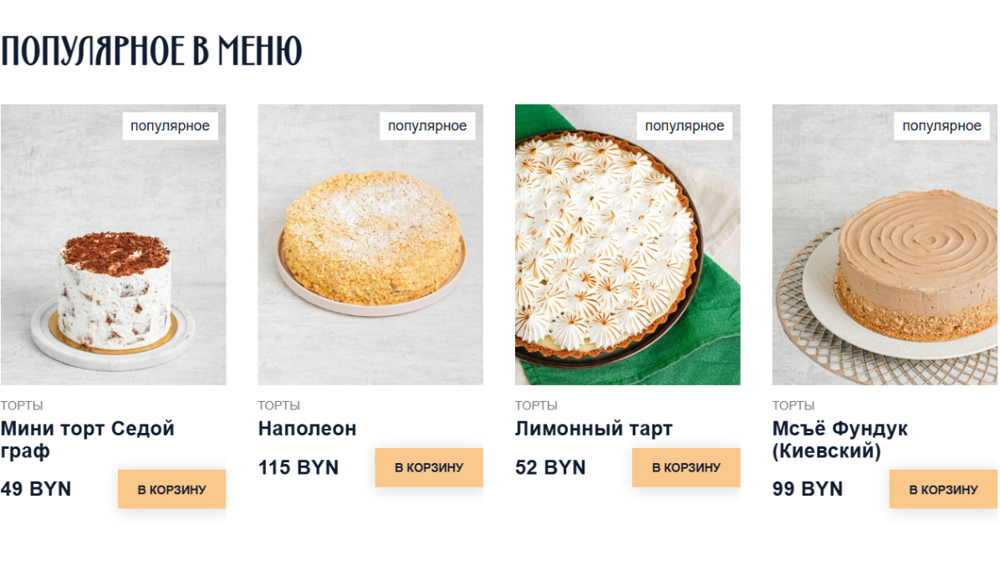 ПОПУЛЯРНОЕ В МЕНЮ
популярное
популярное
популярное
популярное
ТОРТЫ
Мини торт Седой
граф
49 BYN
В КОРЗИНУ
ТОРТЫ
Наполеон
115 BYN
В КОРЗИНУ
ТОРТЫ
Лимонный тарт
52 BYN
В КОРЗИНУ
ТОРТЫ
Мсъё Фундук
(Киевский)
99 BYN
В КОРЗИНУ